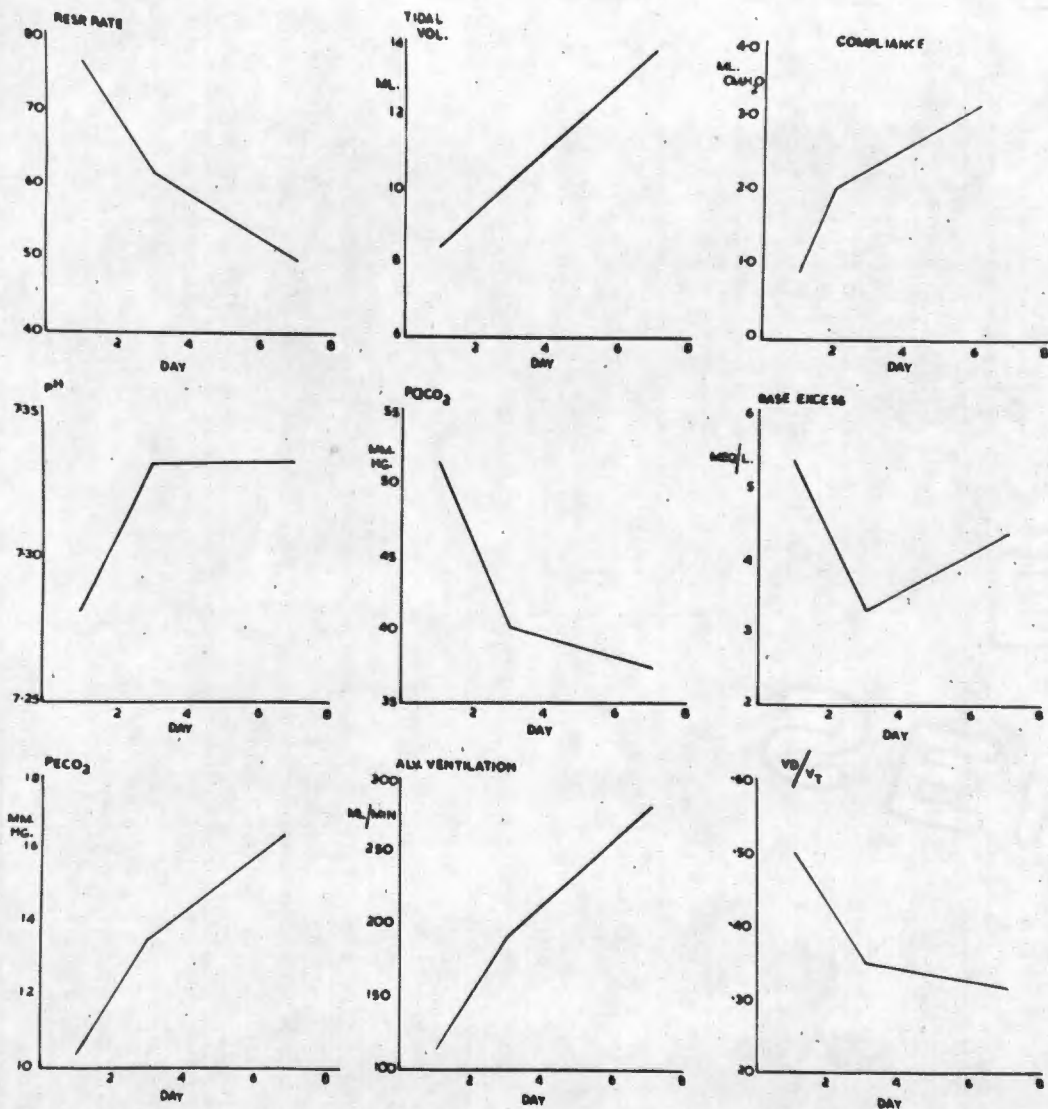 RESP. RATE
80
70
60
50
40
2 4 6 8
DAY
TIDAL
VOL.
14
ML.
12
10
8
6
2 4 6 8
DAY
COMPLIANCE
4·0
ML.
CMH₂O
3·0
2·0
1·0
0
2 4 6 8
DAY
PH
7·35
7·30
7·25
2 4 6 8
DAY
PaCO₂
55
MM.
HG.
50
45
40
35
2 4 6 8
DAY
BASE EXCESS
6
MEQ/L.
5
4
3
2
2 4 6 8
DAY
PECO₂
18
MM.
HG.
16
14
12
10
2 4 6 8
DAY
ALV. VENTILATION
300
ML/MIN
250
200
150
100
2 4 6 8
DAY
VD/VT
·60
·50
·40
·30
·20
2 4 6 8
DAY